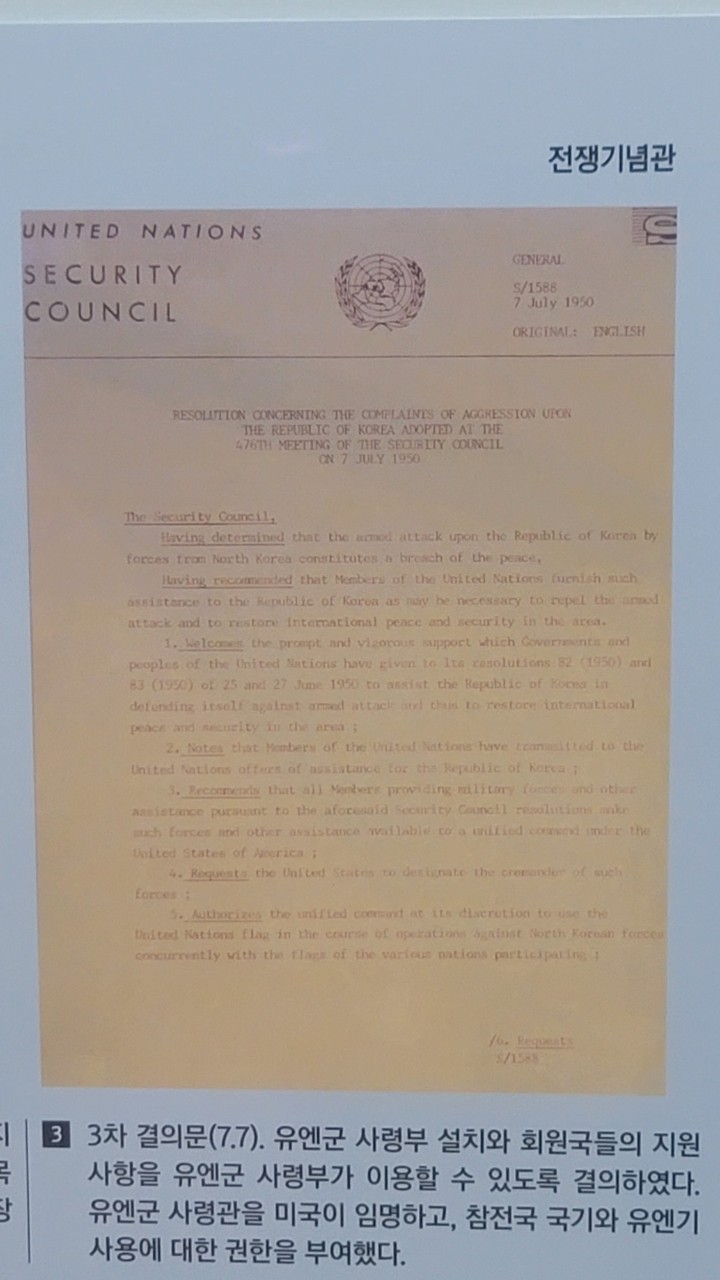 전쟁기념관
UNITED NATIONS
SECURITY
COUNCIL
S
GENERAL
S/1588
7 July 1950
ORIGINAL: ENGLISH
RESOLUTION CONCERNING THE COMPLAINTS OF AGGRESSION UPON
THE REPUBLIC OF KOREA ADOPTED AT THE
476TH MEETING OF THE SECURITY COUNCIL
ON 7 JULY 1950
The Security Council,
Having determined that the armed attack upon the Republic of Korea by
forces from North Korea constitutes a breach of the peace,
Having recommended that Members of the United Nations furnish such
assistance to the Republic of Korea as may be necessary to repel the armed
attack and to restore international peace and security in the area.
1. Welcomes the prompt and vigorous support which Governments and
peoples of the United Nations have given to its resolutions 82 (1950) and
83 (1950) of 25 and 27 June 1950 to assist the Republic of Korea in
defending itself against armed attack and thus to restore international
peace and security in the area ;
2. Notes that Members of the United Nations have transmitted to the
United Nations offers of assistance for the Republic of Korea ;
3. Recommends that all Members providing military forces and other
assistance pursuant to the aforesaid Security Council resolutions make
such forces and other assistance available to a unified command under the
United States of America ;
4. Requests the United States to designate the commander of such
forces ;
5. Authorizes the unified command at its discretion to use the
United Nations flag in the course of operations against North Korean forces
concurrently with the flags of the various nations participating ;
/6. Requests
S/1588
3 3차 결의문(7.7). 유엔군 사령부 설치와 회원국들의 지원
사항을 유엔군 사령부가 이용할 수 있도록 결의하였다.
유엔군 사령관을 미국이 임명하고, 참전국 국기와 유엔기
사용에 대한 권한을 부여했다.